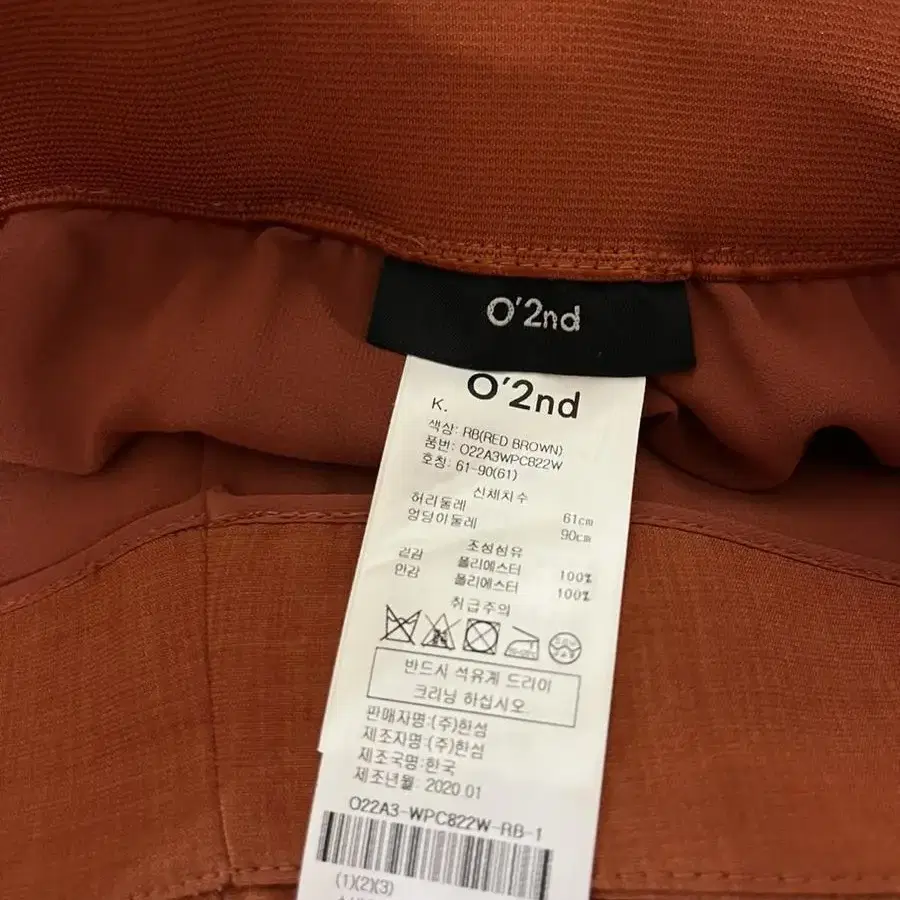 O'2nd
O'2nd
K.
색상: RB(RED BROWN)
품번: O22A3WPC822W
호칭: 61-90(61)
신체치수
허리둘레 61cm
엉덩이둘레 90cm
조성섬유
겉감 폴리에스터 100%
안감 폴리에스터 100%
취급주의
반드시 석유계 드라이
크리닝 하십시오.
판매자명:(주)한섬
제조자명:(주)한섬
제조국명:한국
제조년월: 2020.01
O22A3-WPC822W-RB-1
(1)(2)(3)